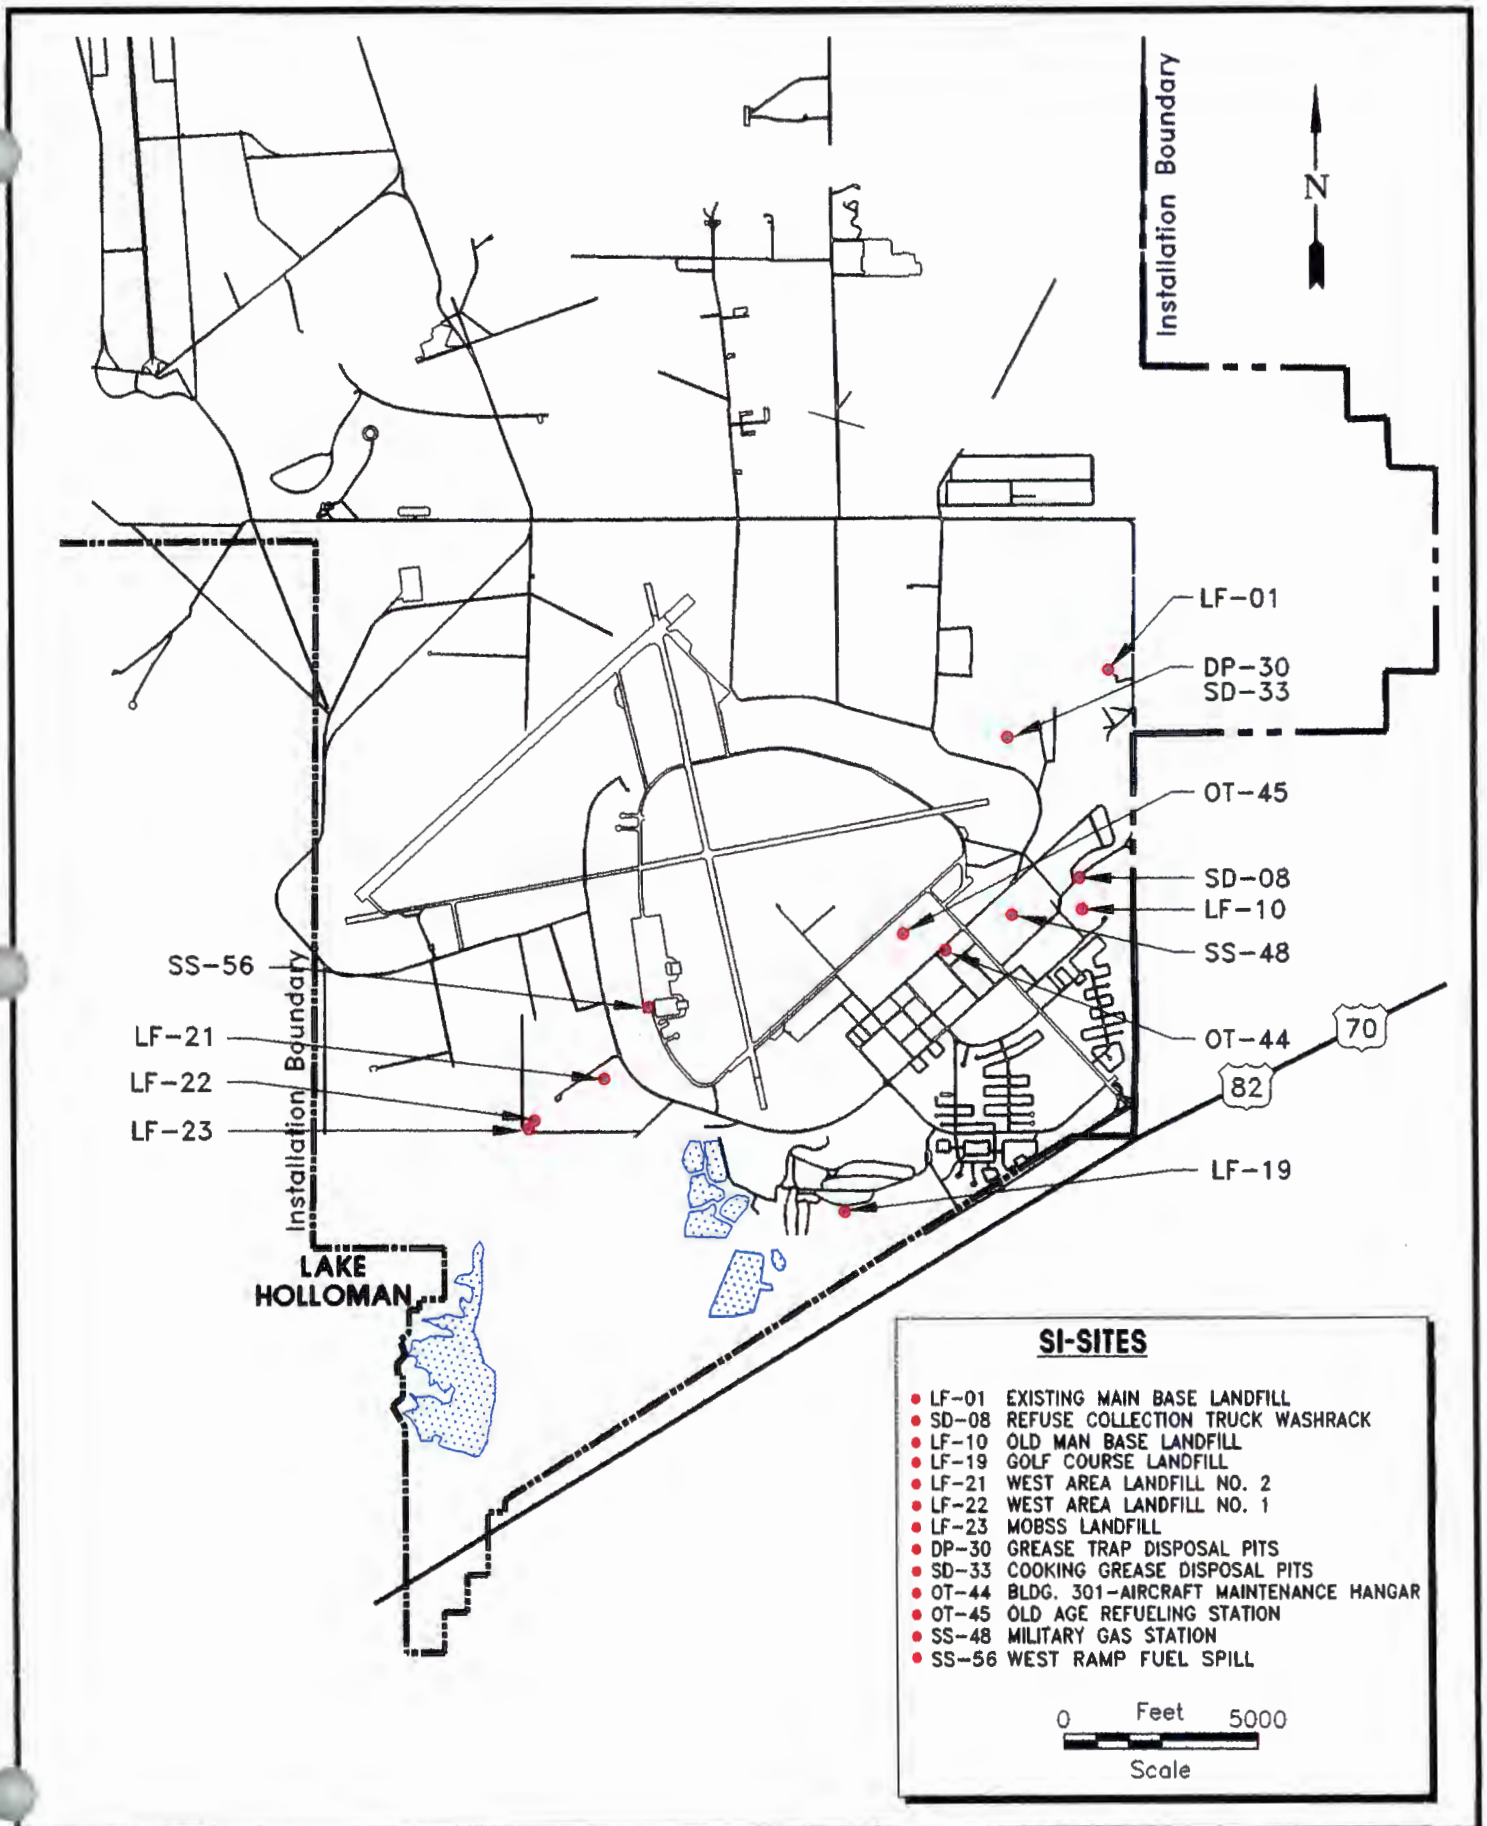 Installation Boundary
N
LF-01
DP-30
SD-33
OT-45
SD-08
LF-10
SS-48
SS-56
Installation Boundary
LF-21
OT-44
70
LF-22
82
LF-23
LF-19
LAKE
HOLLOMAN
SI-SITES
LF-01 EXISTING MAIN BASE LANDFILL
SD-08 REFUSE COLLECTION TRUCK WASHRACK
LF-10 OLD MAN BASE LANDFILL
LF-19 GOLF COURSE LANDFILL
LF-21 WEST AREA LANDFILL NO. 2
LF-22 WEST AREA LANDFILL NO. 1
LF-23 MOBSS LANDFILL
DP-30 GREASE TRAP DISPOSAL PITS
SD-33 COOKING GREASE DISPOSAL PITS
OT-44 BLDG. 301-AIRCRAFT MAINTENANCE HANGAR
OT-45 OLD AGE REFUELING STATION
SS-48 MILITARY GAS STATION
SS-56 WEST RAMP FUEL SPILL
0 Feet 5000
Scale